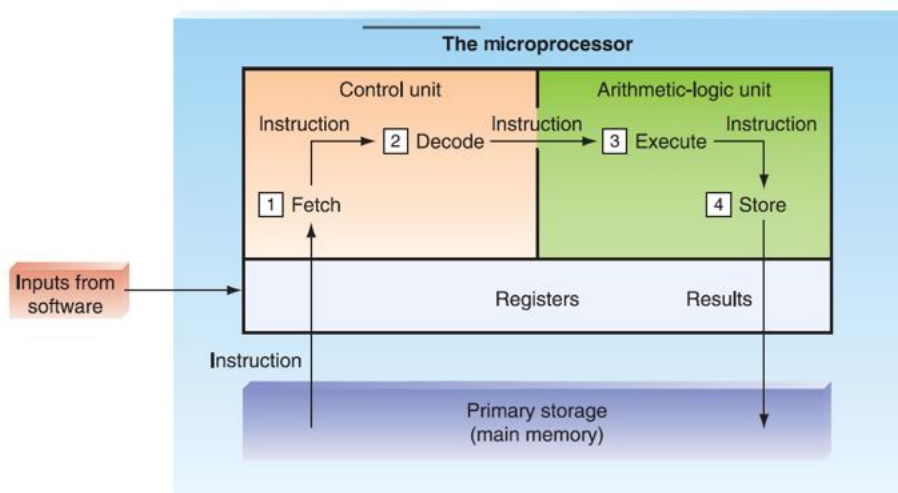 The microprocessor
Control unit
Arithmetic-logic unit
Instruction
2 Decode
Instruction
3 Execute
Instruction
1 Fetch
4 Store
Inputs from
software
Registers
Results
Instruction
Primary storage
(main memory)